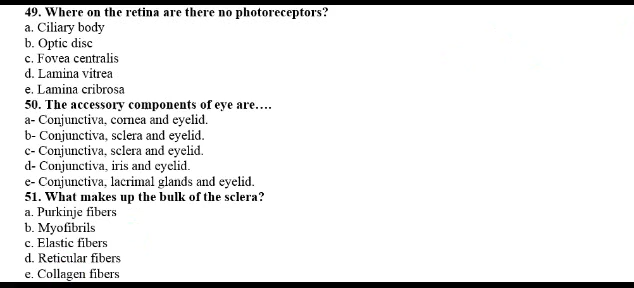 49. Where on the retina are there no photoreceptors?
a. Ciliary body
b. Optic disc
c. Fovea centralis
d. Lamina vitrea
e. Lamina cribrosa
50. The accessory components of eye are….
a- Conjunctiva, cornea and eyelid.
b- Conjunctiva, sclera and eyelid.
c- Conjunctiva, sclera and eyelid.
d- Conjunctiva, iris and eyelid.
e- Conjunctiva, lacrimal glands and eyelid.
51. What makes up the bulk of the sclera?
a. Purkinje fibers
b. Myofibrils
c. Elastic fibers
d. Reticular fibers
e. Collagen fibers